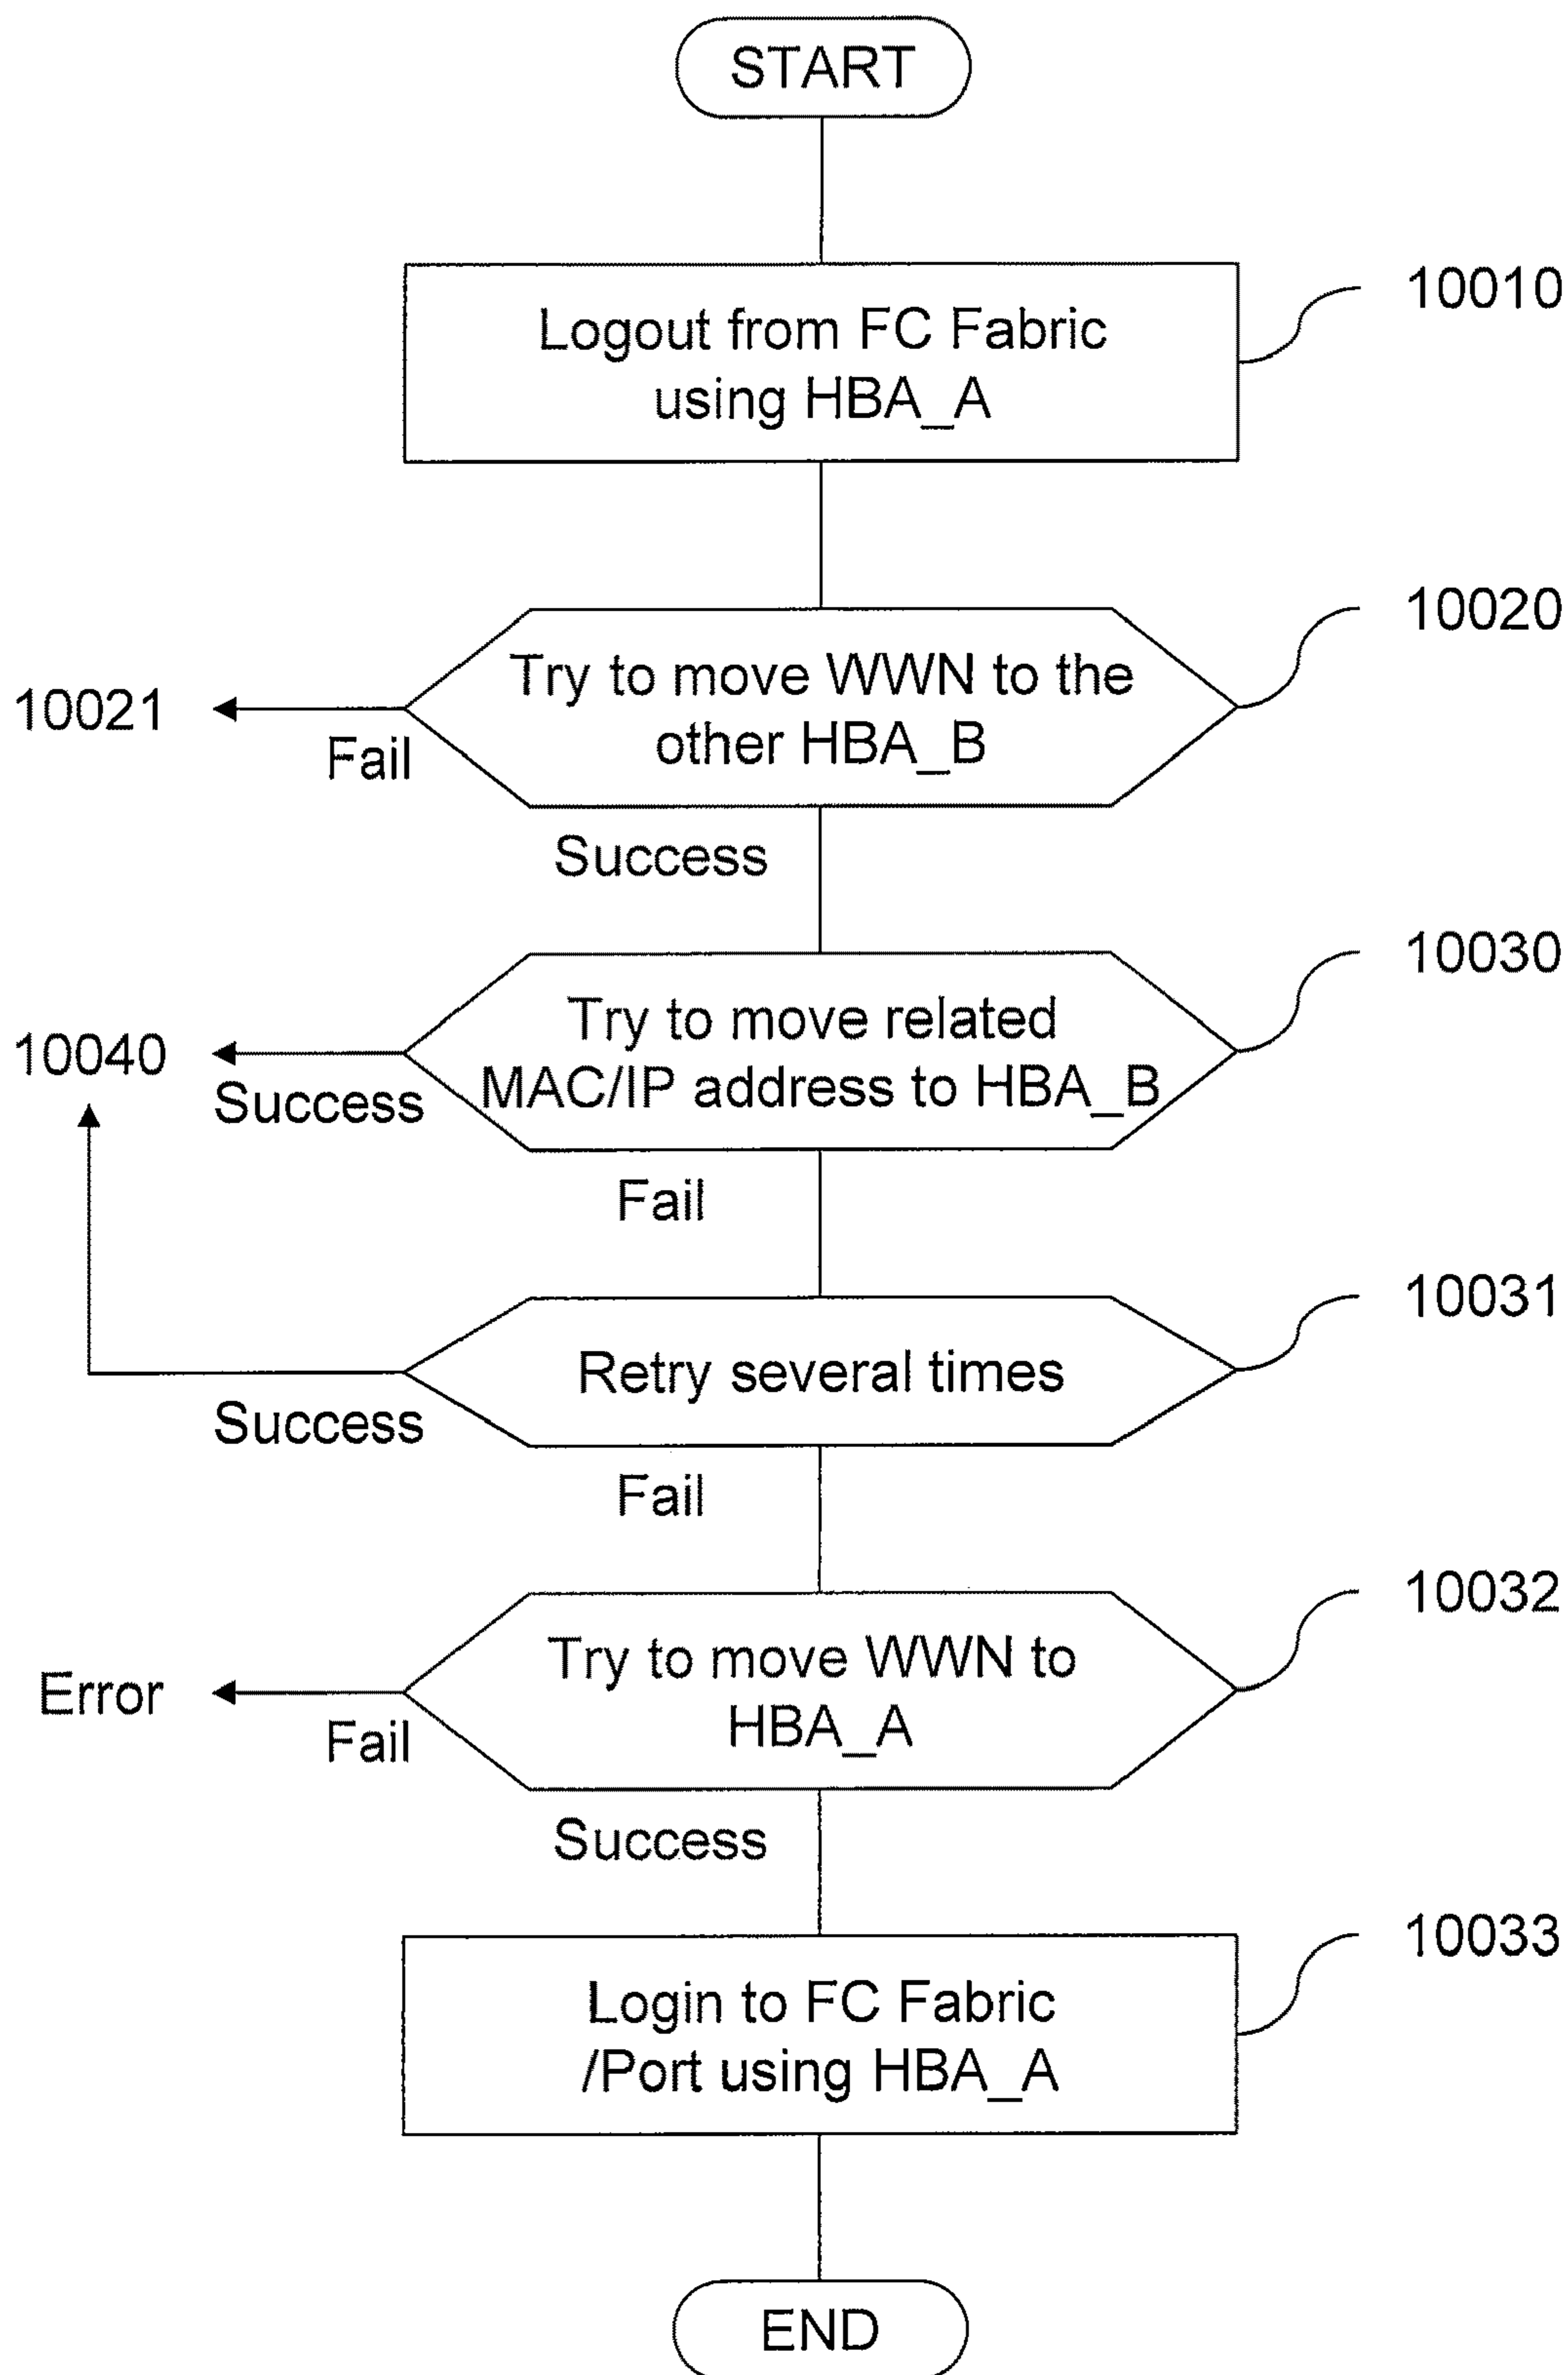 START
Logout from FC Fabric
using HBA_A
10010
Try to move WWN to the
other HBA_B
10020
10021
Fail
Success
Try to move related
MAC/IP address to HBA_B
10030
10040
Success
Fail
Retry several times
10031
Success
Fail
Try to move WWN to
HBA_A
10032
Error
Fail
Success
Login to FC Fabric
/Port using HBA_A
10033
END